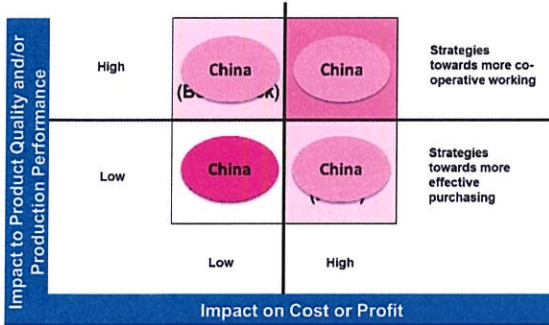 Impact to Product Quality and/or
Production Performance
High
China
China
Strategies
towards more co-
operative working
Low
China
China
Strategies
towards more
effective
purchasing
Low
High
Impact on Cost or Profit